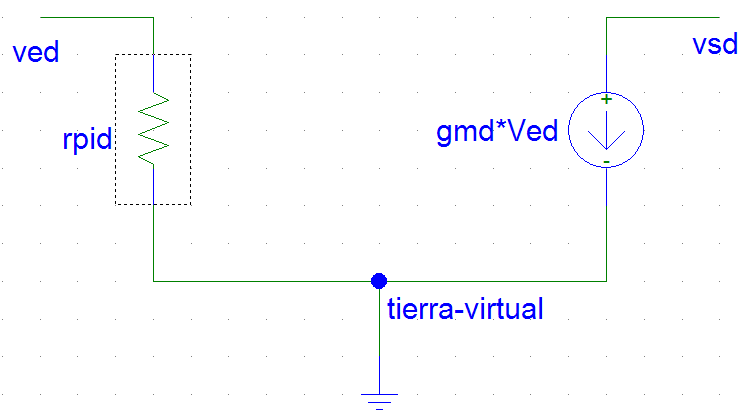 ved
vsd
rpid
gmd*Ved
+
-
tierra-virtual